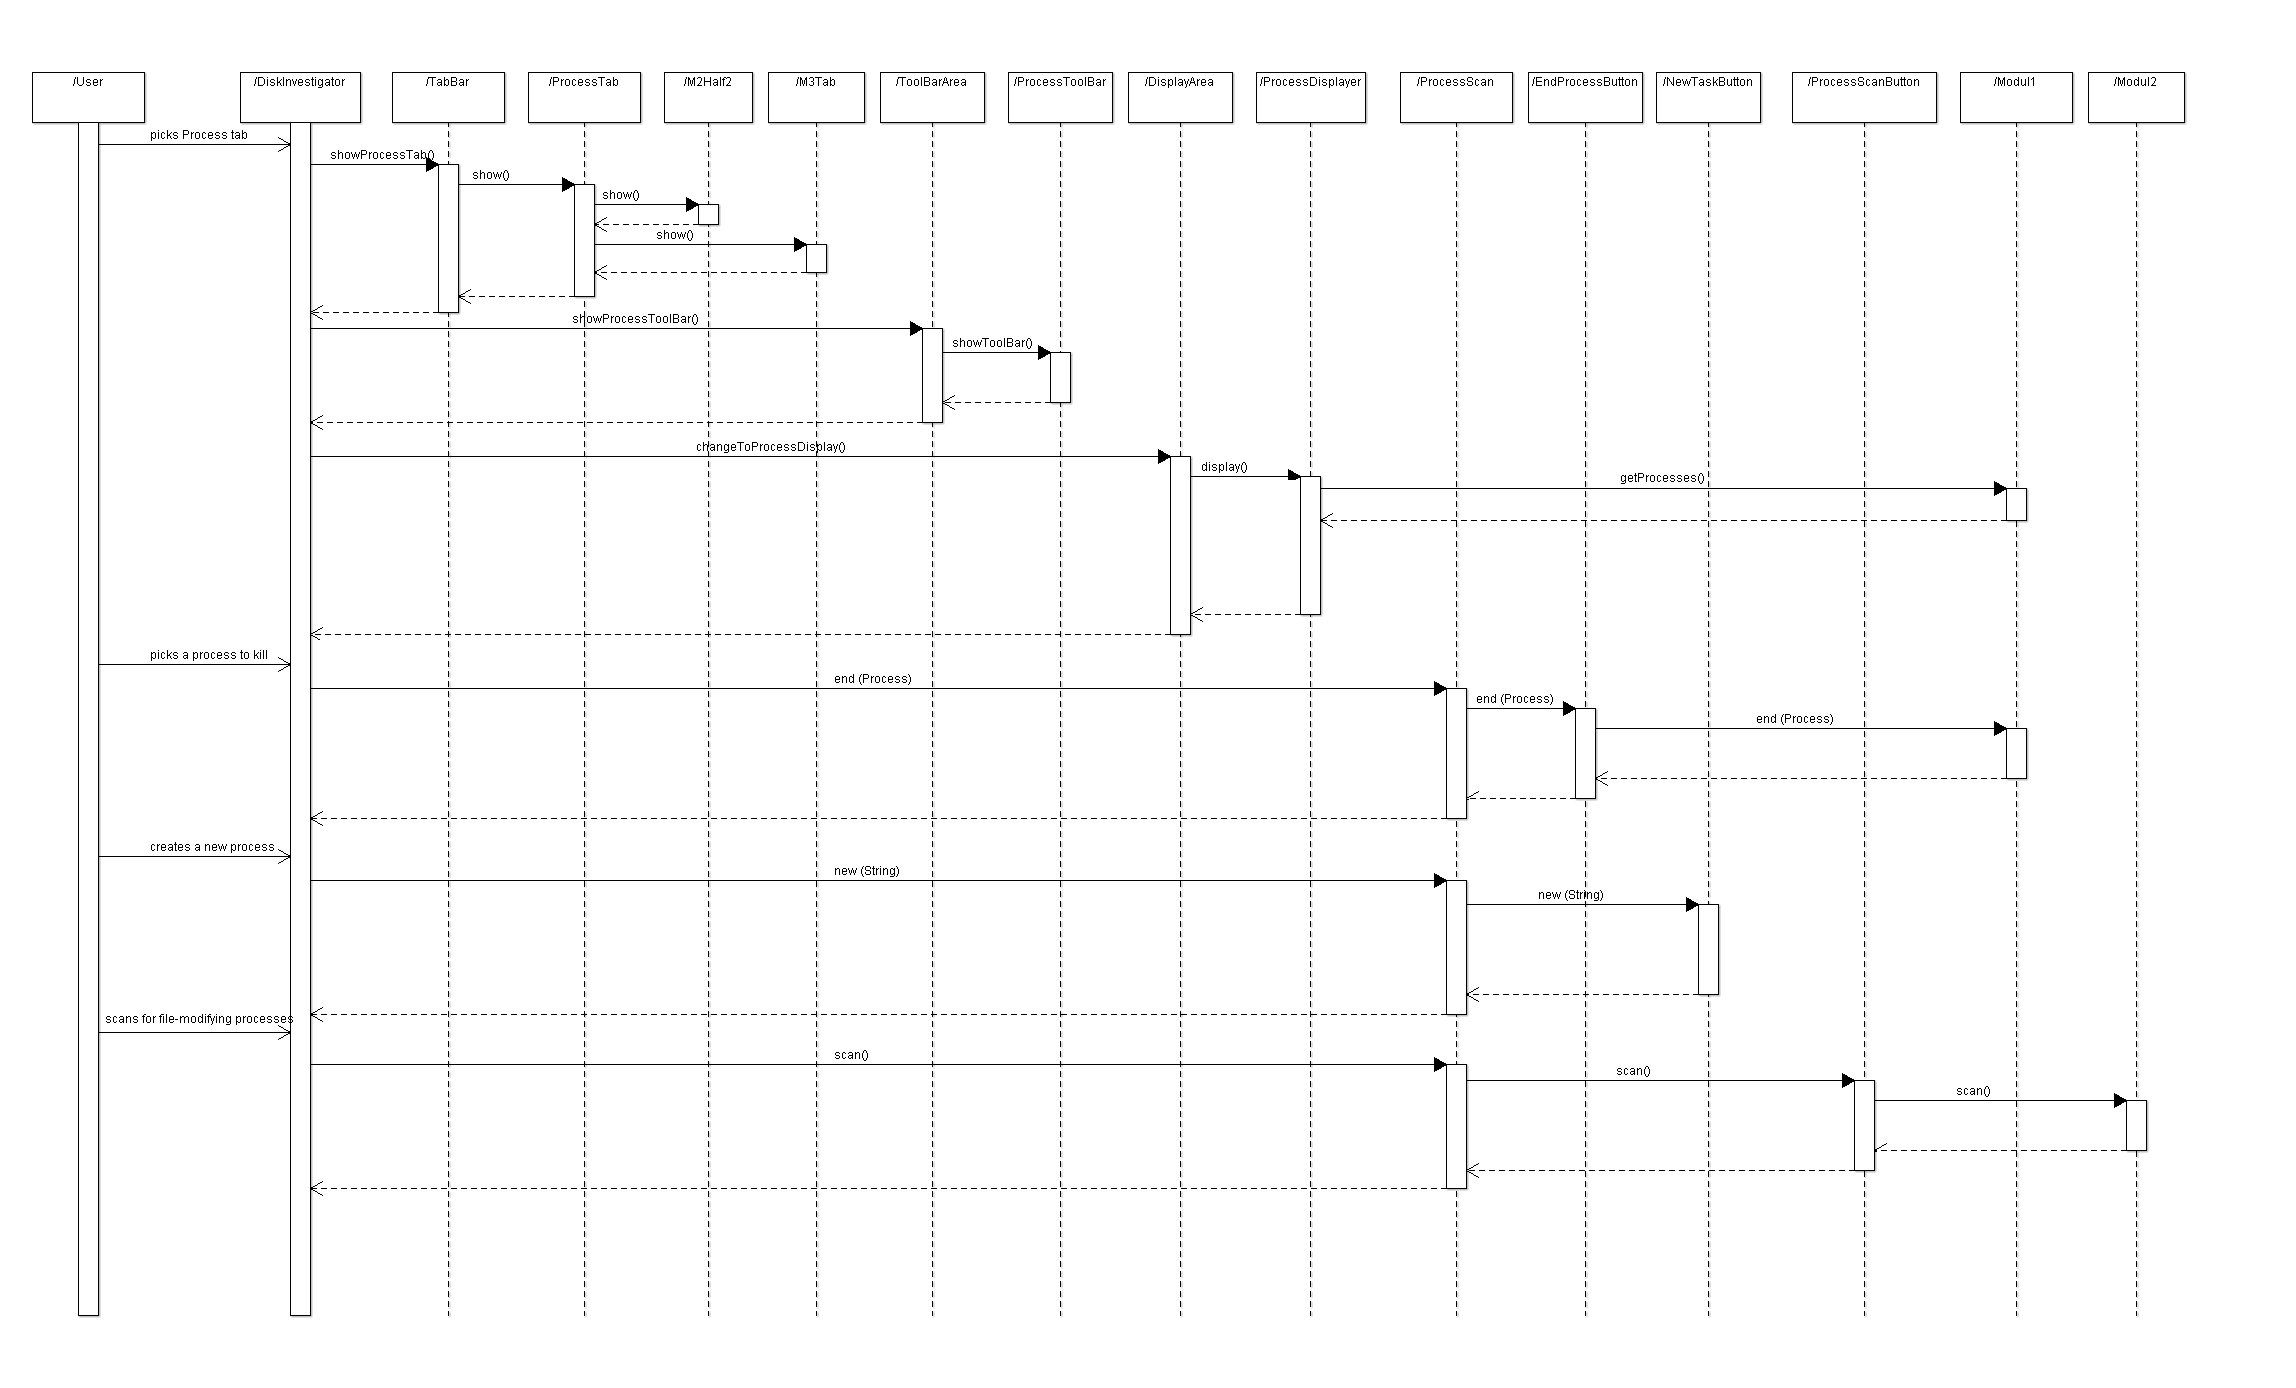 /User
/DiskInvestigator
/TabBar
/ProcessTab
/M2Half2
/M3Tab
/ToolBarArea
/ProcessToolBar
/DisplayArea
/ProcessDisplayer
/ProcessScan
/EndProcessButton
/NewTaskButton
/ProcessScanButton
/Modul1
/Modul2
picks Process tab
showProcessTab()
show()
show()
show()
showProcessToolBar()
showToolBar()
changeToProcessDisplay()
display()
getProcesses()
picks a process to kill
end (Process)
end (Process)
end (Process)
creates a new process
new (String)
new (String)
scans for file-modifying processes
scan()
scan()
scan()